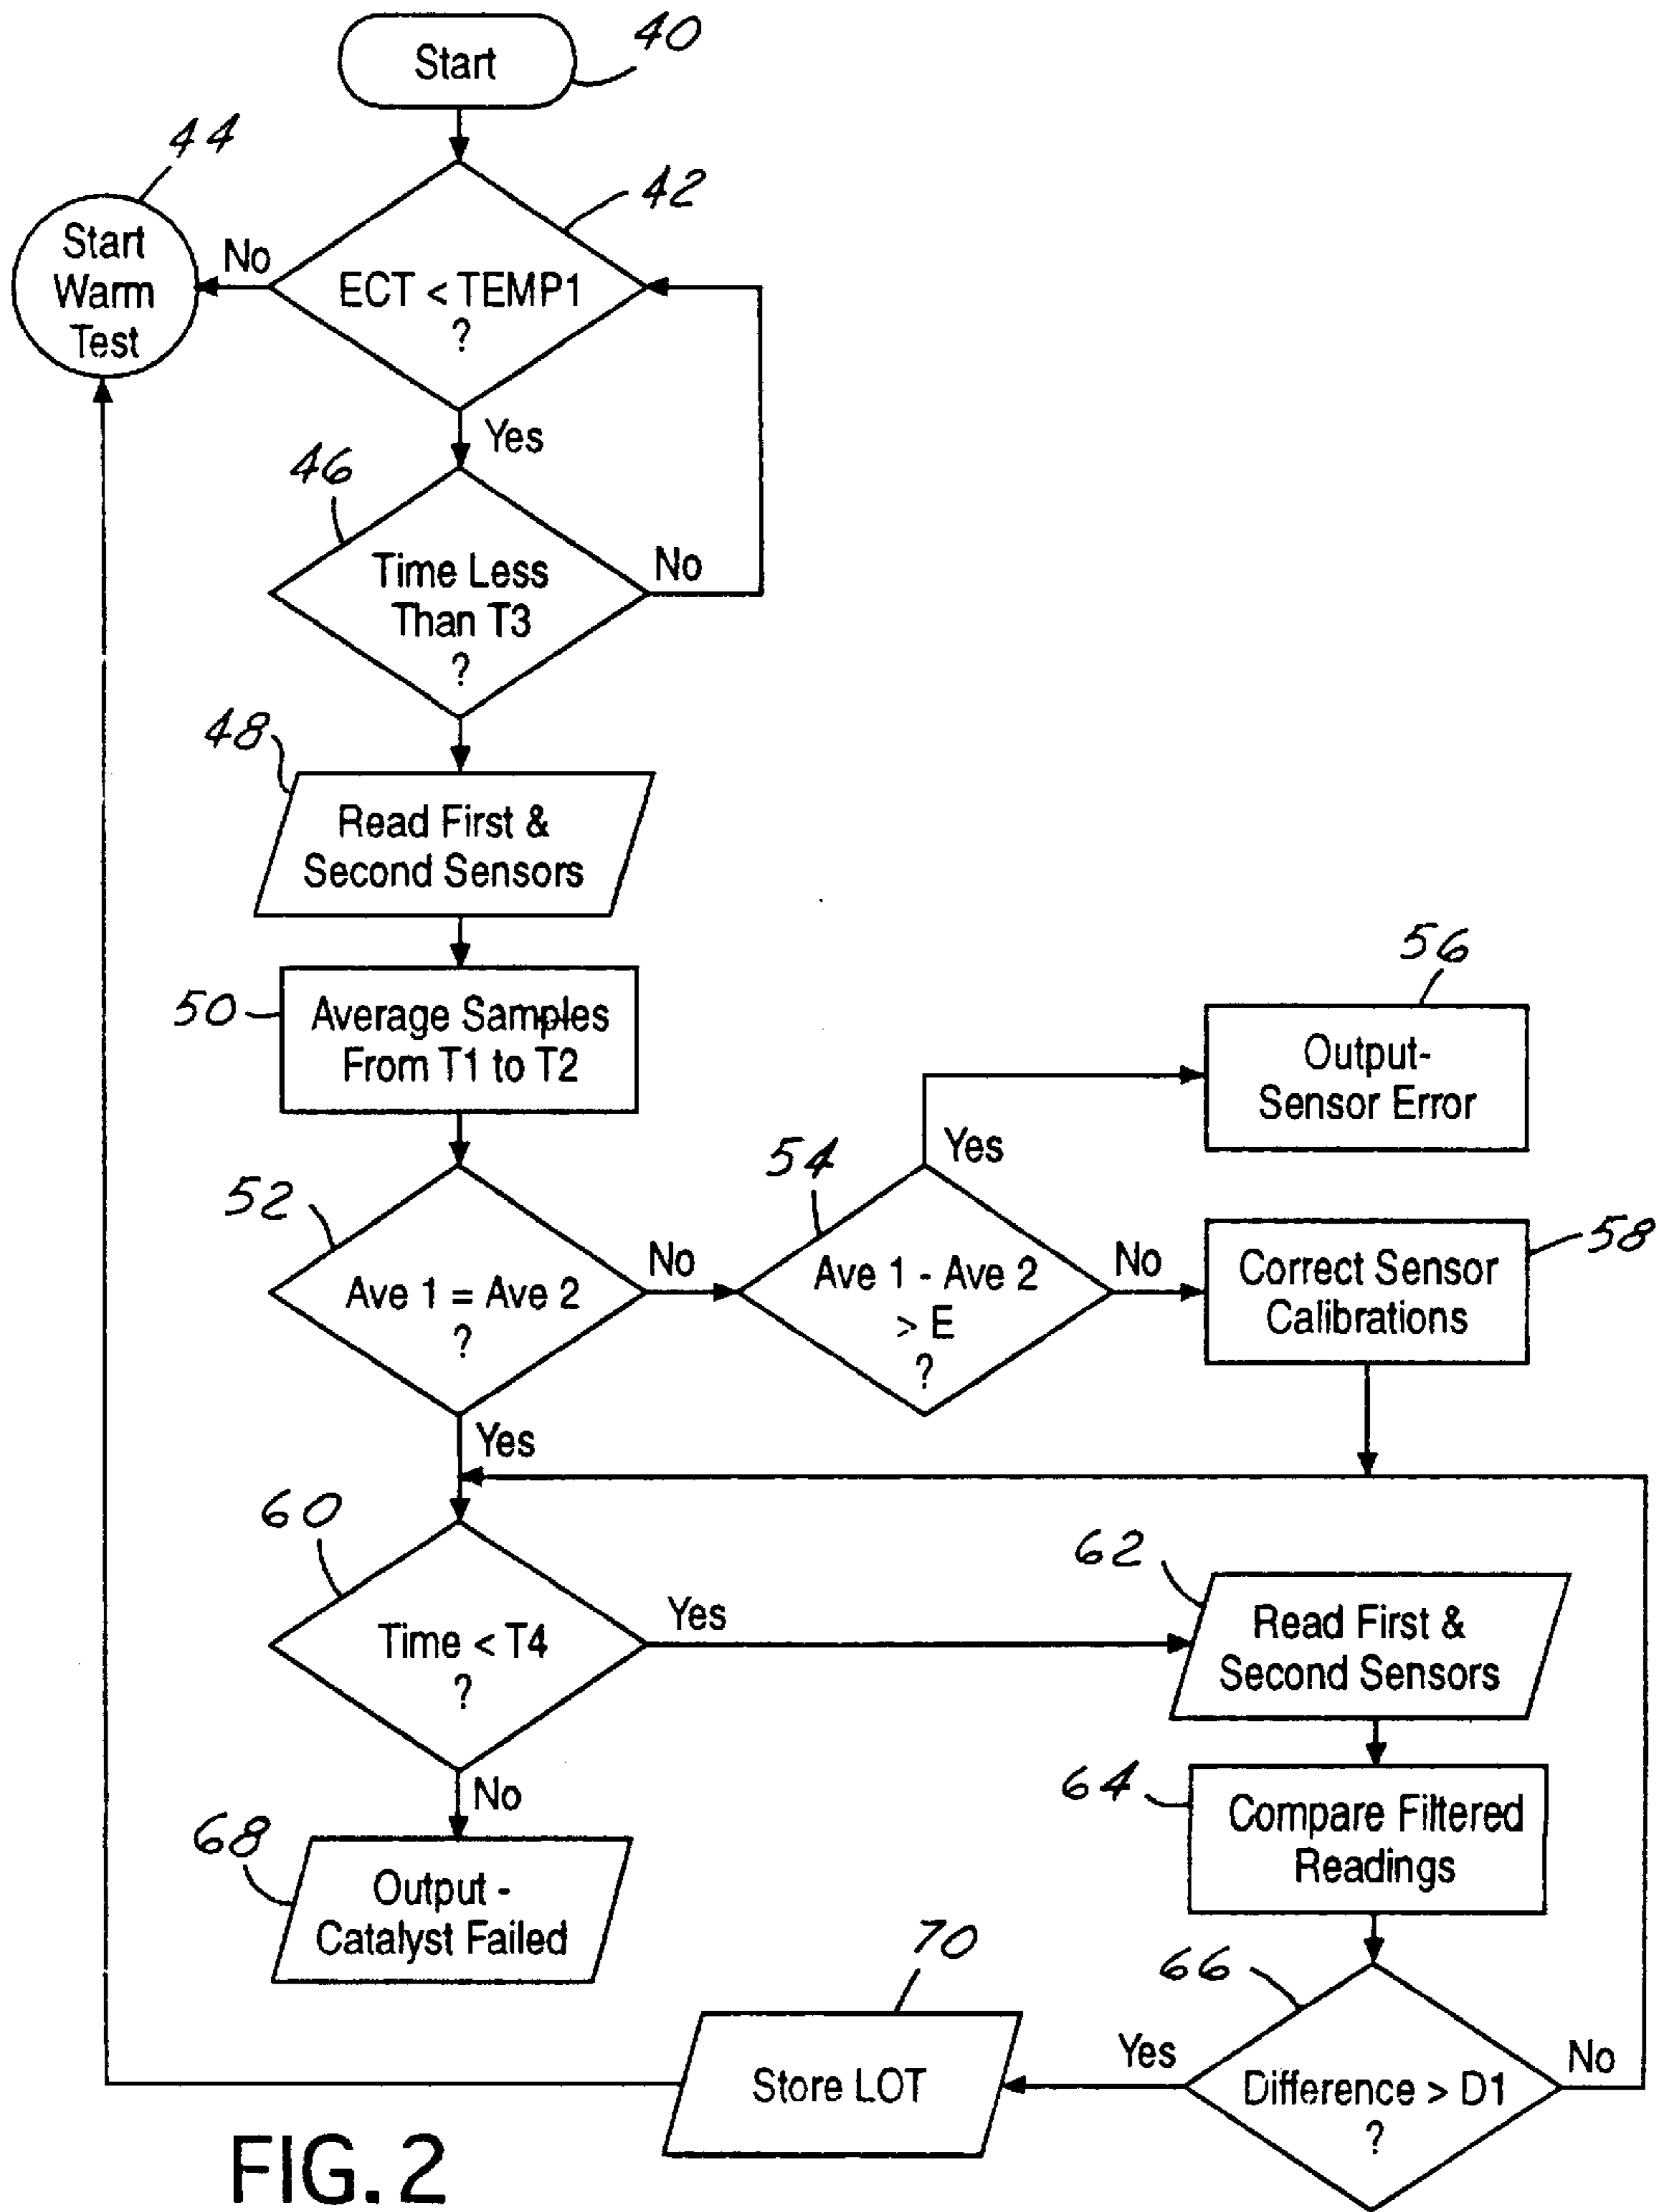 Start
40
44
Start
Warm
Test
No
42
ECT < TEMP1
?
Yes
46
Time Less
Than T3
?
No
48
Read First &
Second Sensors
50
Average Samples
From T1 to T2
56
Output-
Sensor Error
52
Ave 1 = Ave 2
?
No
54
Yes
Ave 1 - Ave 2
> E
?
No
58
Correct Sensor
Calibrations
Yes
60
Time < T4
?
Yes
62
Read First &
Second Sensors
No
64
Compare Filtered
Readings
68
Output -
Catalyst Failed
70
Store LOT
66
Yes
Difference > D1
?
No
FIG. 2